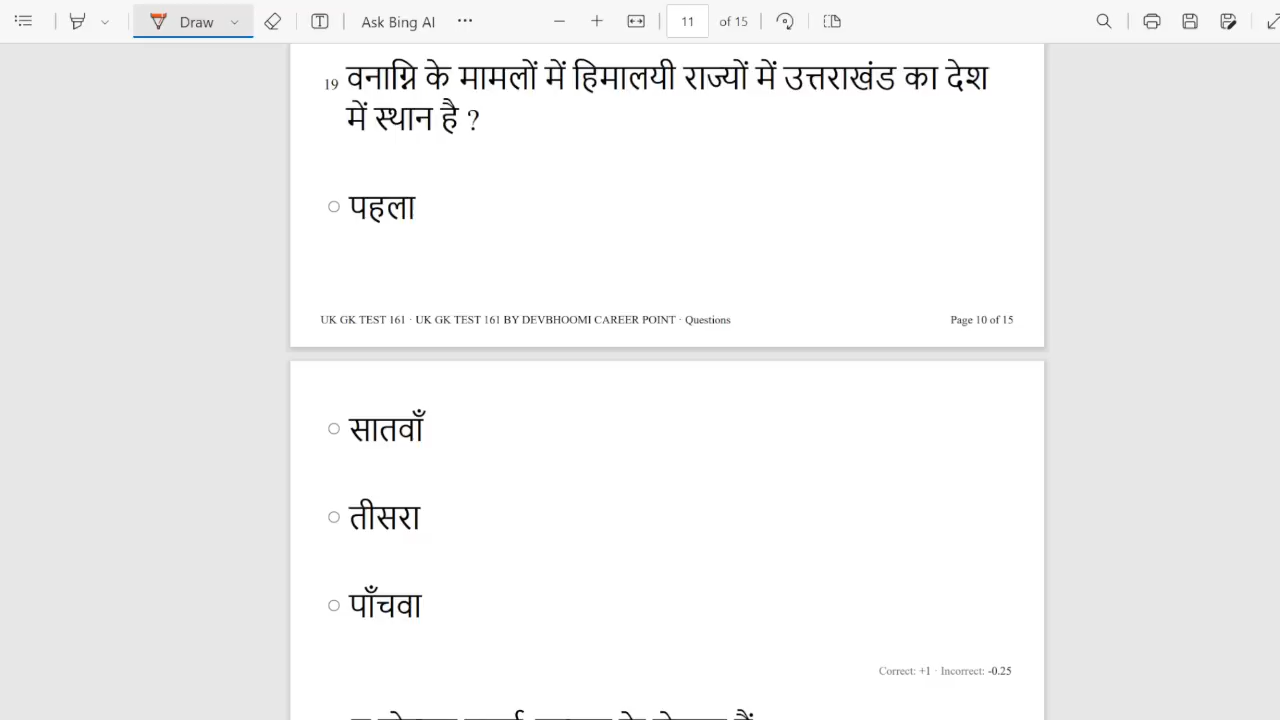 Draw
Ask Bing AI
11 of 15
19 वनाग्नि के मामलों में हिमालयी राज्यों में उत्तराखंड का देश
में स्थान है ?
पहला
UK GK TEST 161 · UK GK TEST 161 BY DEVBHOOMI CAREER POINT · Questions Page 10 of 15
सातवाँ
तीसरा
पाँचवा
Correct: +1 · Incorrect: -0.25